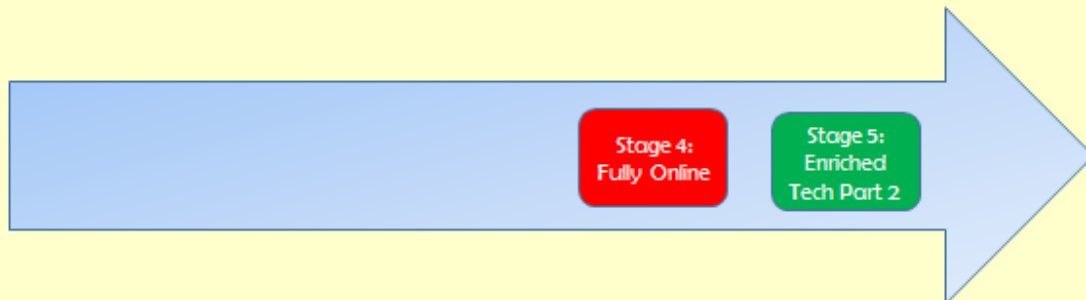 Stage 4:
Fully Online
Stage 5:
Enriched
Tech Part 2